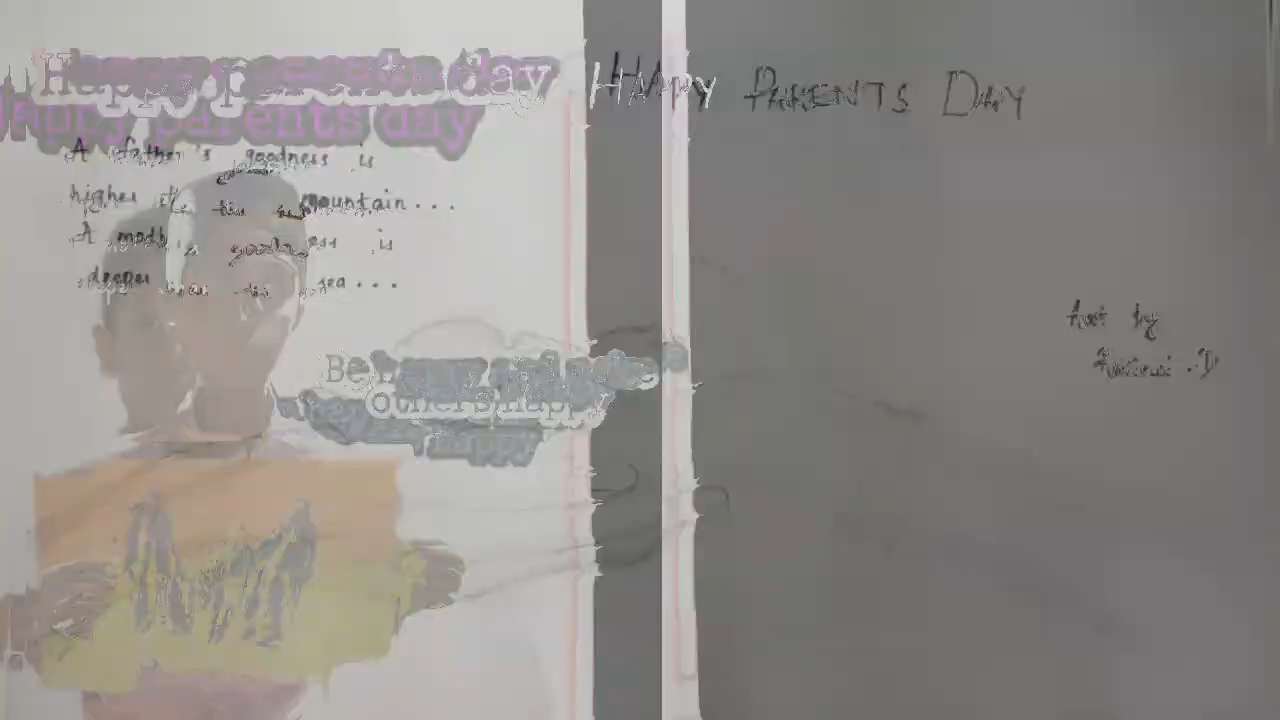 Happy parents day
Happy parents day
HAPPY PARENTS DAY
A father's goodness is
higher than the mountain...
A mother's goodness is
deeper than the sea...
Be happy and make
others happy
happy
Art by